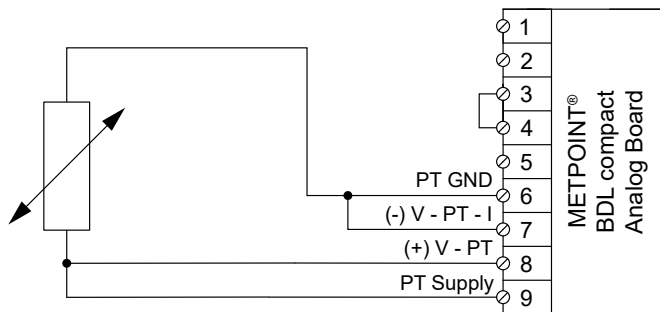 1
2
3
4
5
PT GND
6
(-) V - PT - I
7
(+) V - PT
8
PT Supply
9
METPOINT®
BDL compact
Analog Board